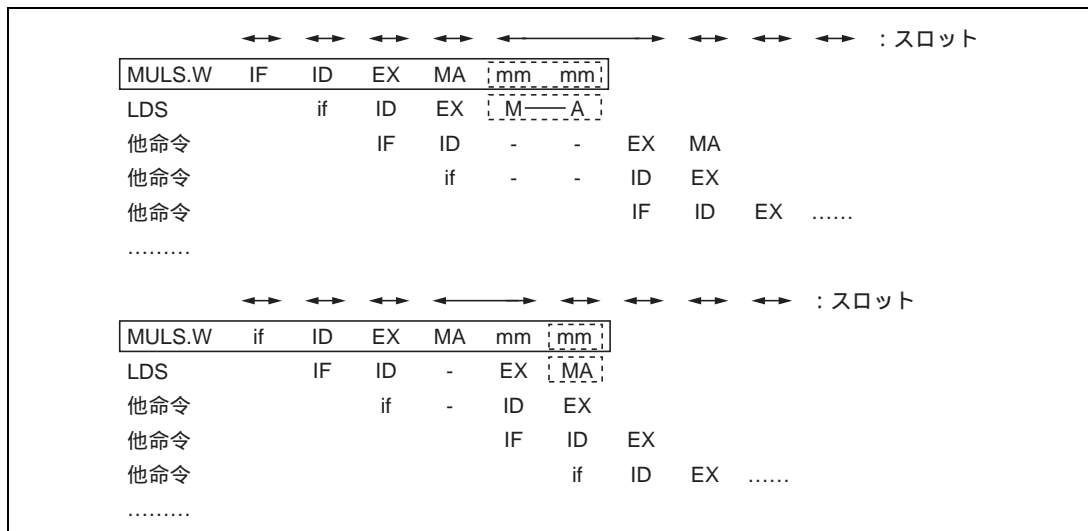 ：スロット
MULS.W IF ID EX MA mm mm
LDS if ID EX M A
他命令 IF ID - - EX MA
他命令 if - - ID EX
他命令 IF ID EX ……
………
：スロット
MULS.W if ID EX MA mm mm
LDS IF ID - EX MA
他命令 if - ID EX
他命令 IF ID EX
他命令 if ID EX ……
………